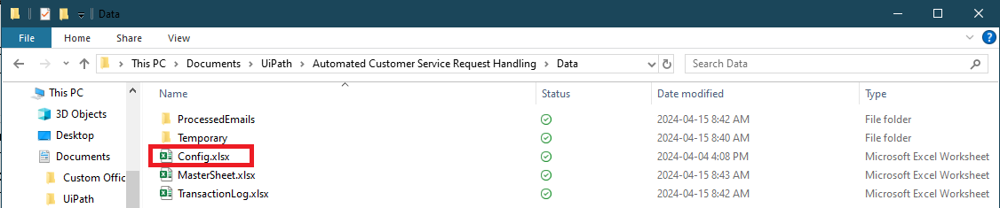 Data
File Home Share View
This PC Documents UiPath Automated Customer Service Request Handling Data Search Data
This PC Name Status Date modified Type
3D Objects ProcessedEmails 2024-04-15 8:42 AM File folder
Desktop Temporary 2024-04-15 8:40 AM File folder
Documents Config.xlsx 2024-04-04 4:08 PM Microsoft Excel Worksheet
Custom Offic MasterSheet.xlsx 2024-04-15 8:43 AM Microsoft Excel Worksheet
UiPath TransactionLog.xlsx 2024-04-15 8:42 AM Microsoft Excel Worksheet